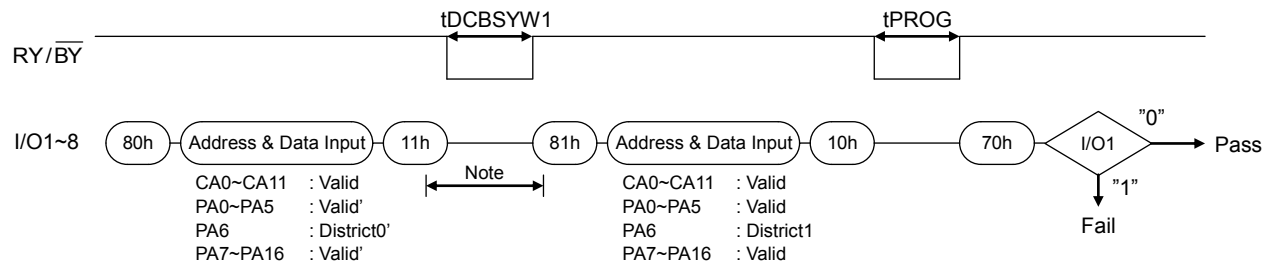 tDCBSYW1 tPROG
RY/BY
I/O1~8 80h Address & Data Input 11h 81h Address & Data Input 10h 70h I/O1 "0" Pass
Note "1"
CA0~CA11 : Valid CA0~CA11 : Valid
PA0~PA5 : Valid' PA0~PA5 : Valid
PA6 : District0' PA6 : District1 Fail
PA7~PA16 : Valid' PA7~PA16 : Valid